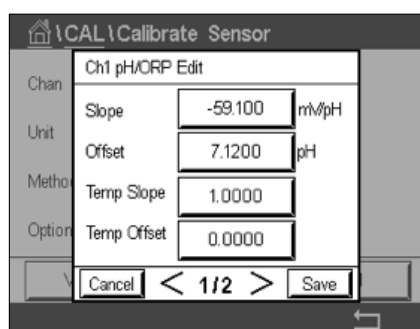 \CAL\Calibrate Sensor
Ch1 pH/ORP Edit
Chan
Slope -59.100 mV/pH
Unit
Offset 7.1200 pH
Metho
Temp Slope 1.0000
Option
Temp Offset 0.0000
Cancel < 1/2 > Save